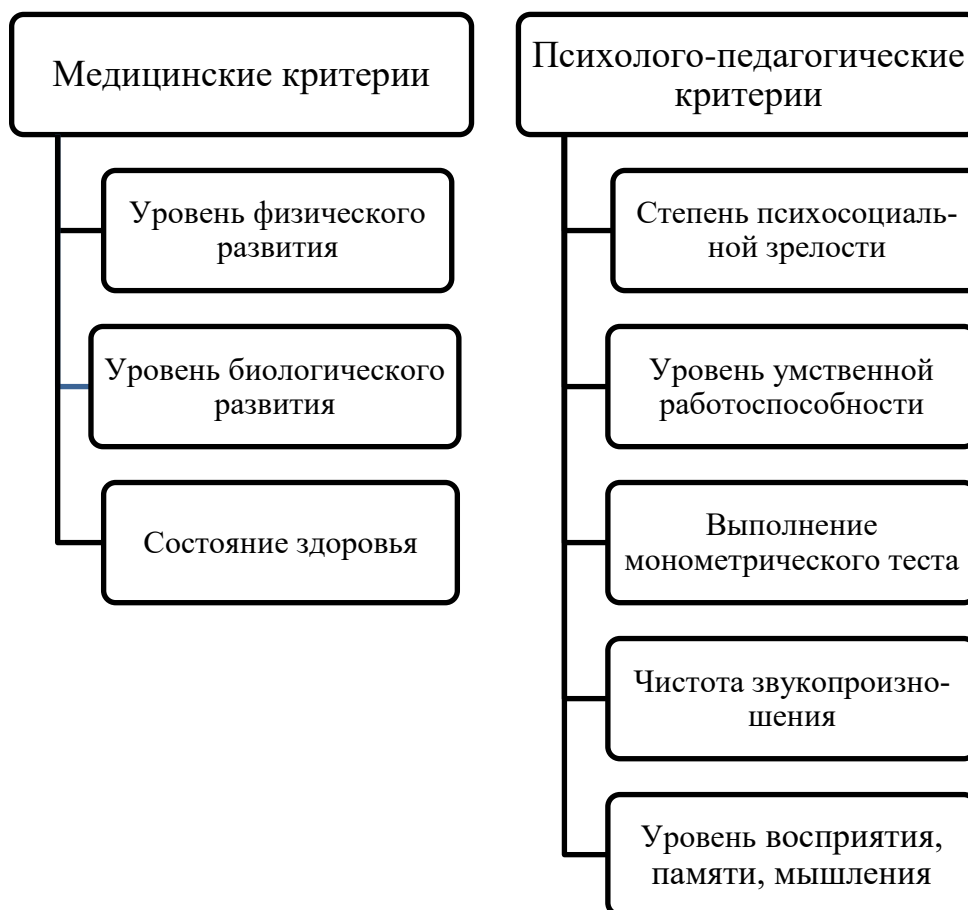 Медицинские критерии
Уровень физического
развития
Уровень биологического
развития
Состояние здоровья
Психолого-педагогические
критерии
Степень психосоциаль-
ной зрелости
Уровень умственной
работоспособности
Выполнение
монометрического теста
Чистота звукопроизно-
шения
Уровень восприятия,
памяти, мышления